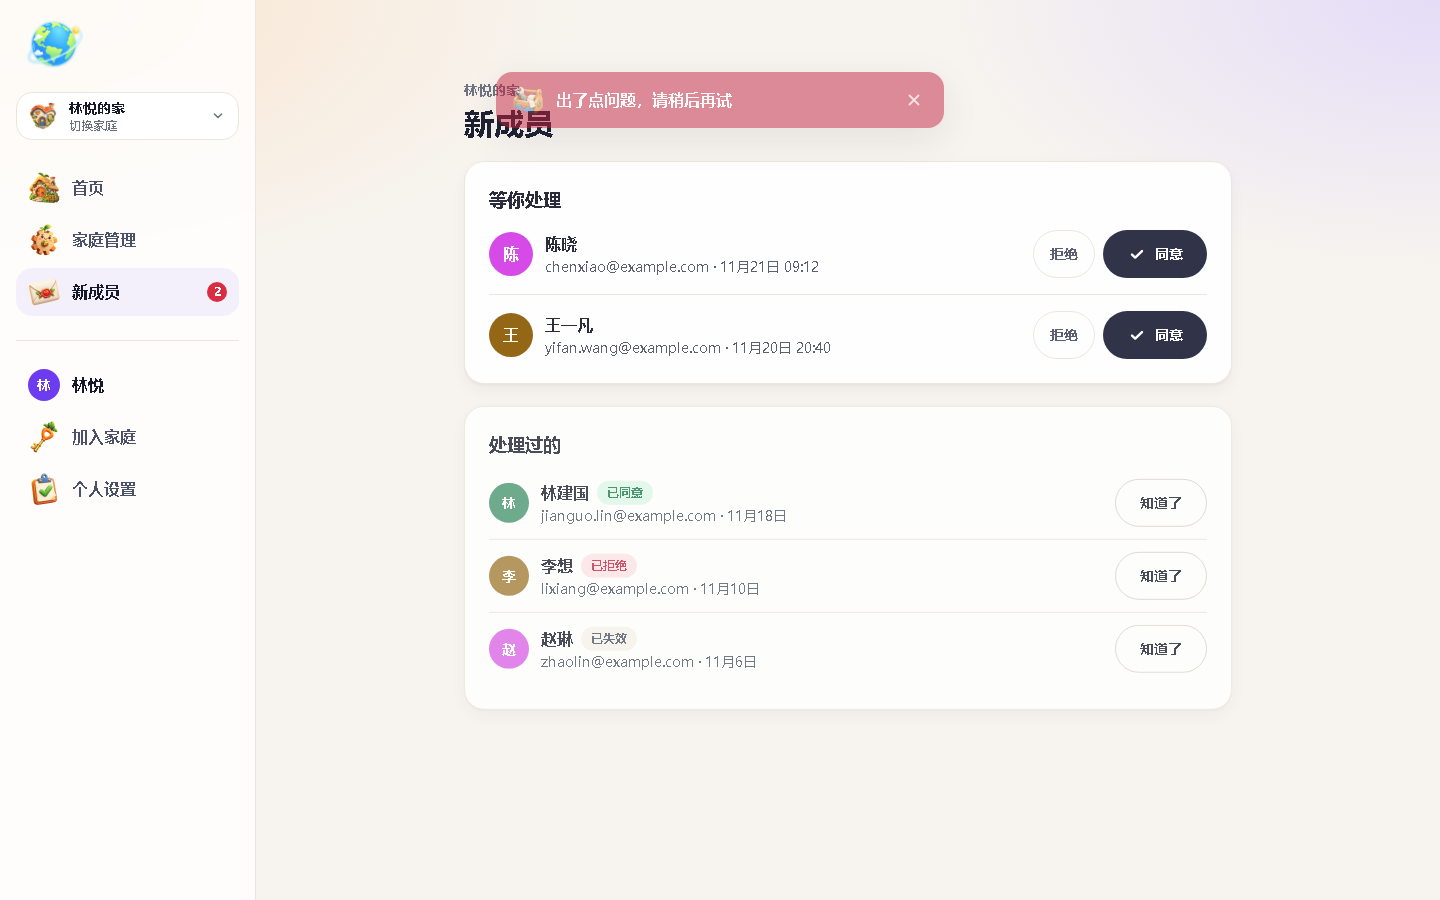 林悦的家
切换家庭
首页
家庭管理
新成员
2
林
林悦
加入家庭
个人设置
林悦的家
出了点问题，请稍后再试
新成员
等你处理
陈
陈晓
chenxiao@example.com · 11月21日 09:12
拒绝
同意
王
王一凡
yifan.wang@example.com · 11月20日 20:40
拒绝
同意
处理过的
林
林建国
已同意
jianguo.lin@example.com · 11月18日
知道了
李
李想
已拒绝
lixiang@example.com · 11月10日
知道了
赵
赵琳
已失效
zhaolin@example.com · 11月6日
知道了